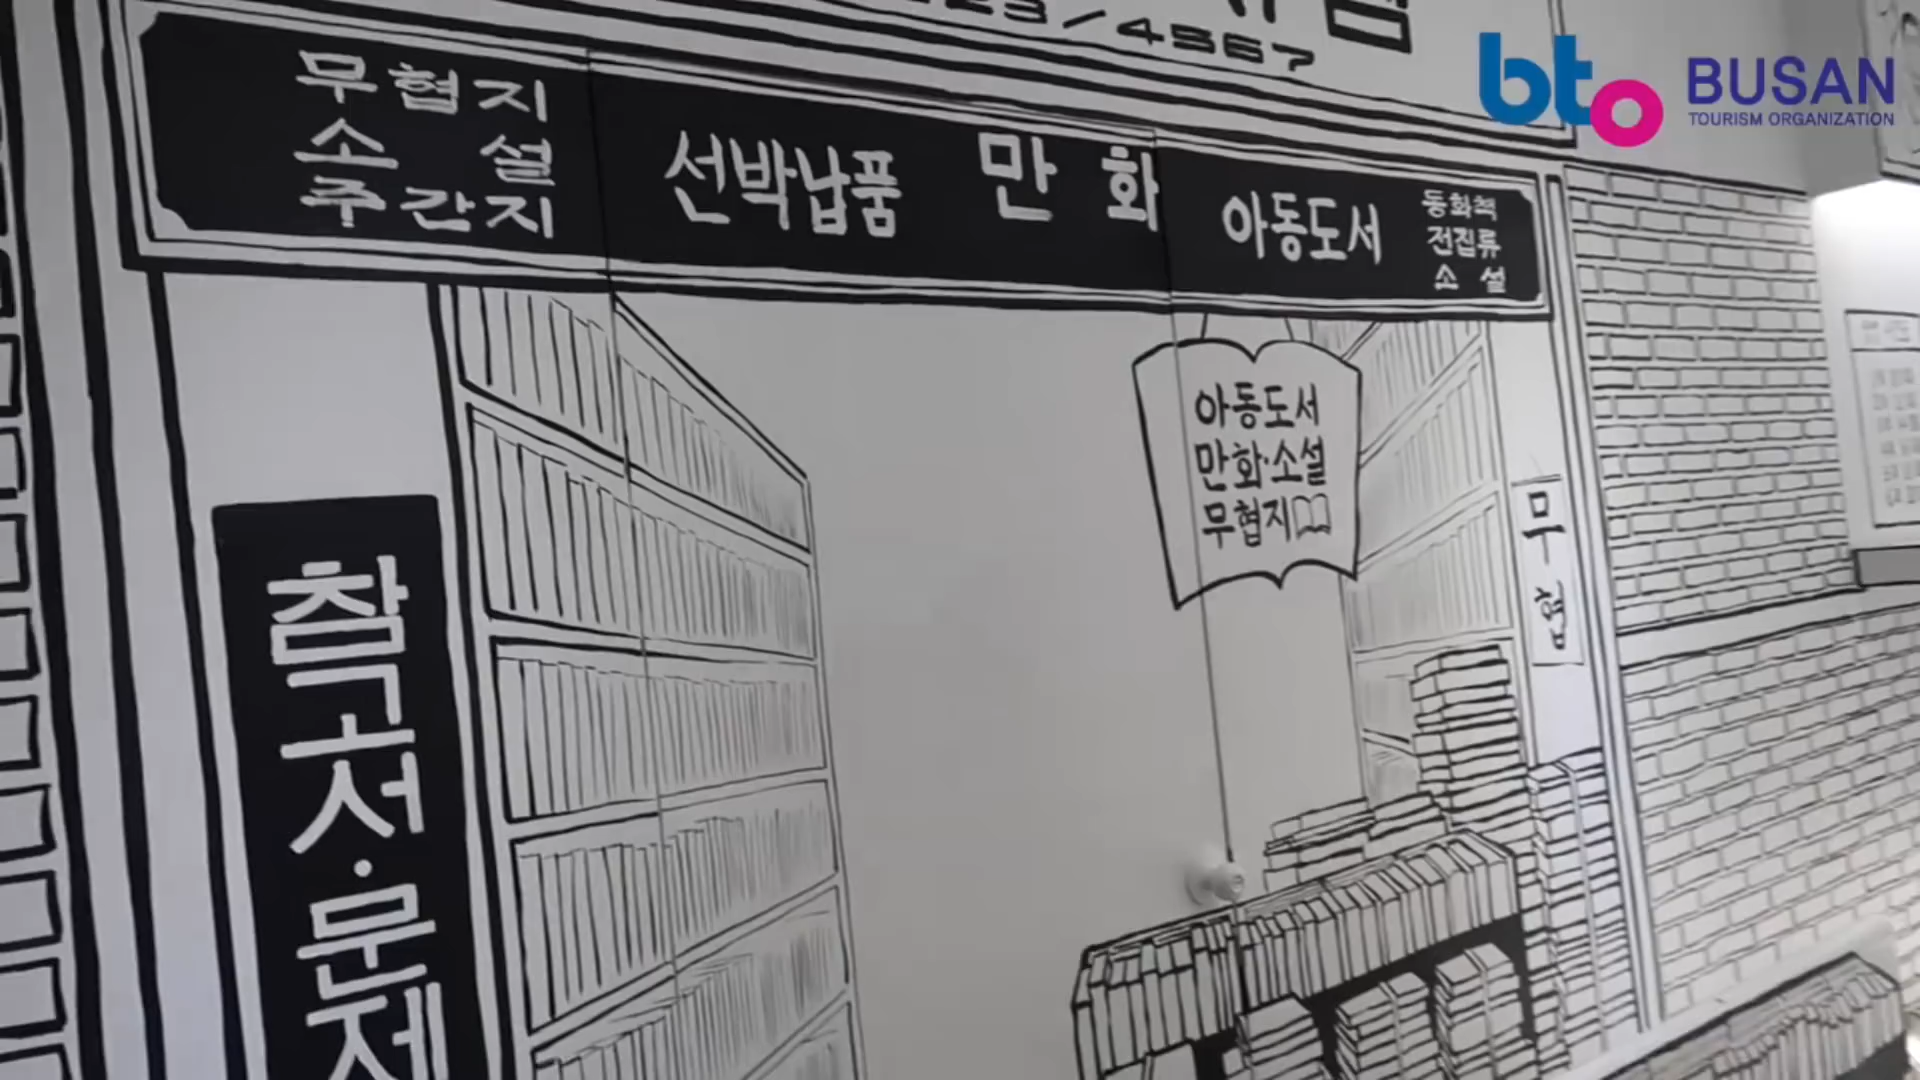 4567
bto BUSAN
TOURISM ORGANIZATION
무협지
소설
주간지
선박납품
만화
아동도서
동화책
전집류
소설
아동도서
만화·소설
무협지
무협
참고서·문제